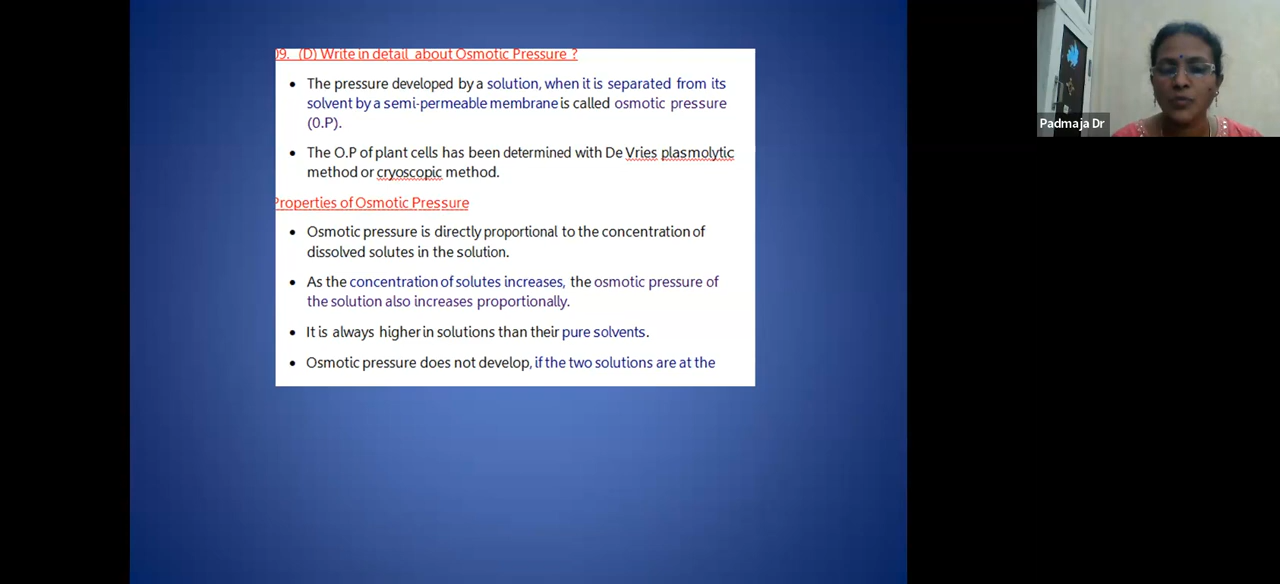 09. (D) Write in detail about Osmotic Pressure ?
• The pressure developed by a solution, when it is separated from its
solvent by a semi-permeable membrane is called osmotic pressure
(O.P).
• The O.P of plant cells has been determined with De Vries plasmolytic
method or cryoscopic method.
Properties of Osmotic Pressure
• Osmotic pressure is directly proportional to the concentration of
dissolved solutes in the solution.
• As the concentration of solutes increases, the osmotic pressure of
the solution also increases proportionally.
• It is always higher in solutions than their pure solvents.
• Osmotic pressure does not develop, if the two solutions are at the
Padmaja Dr